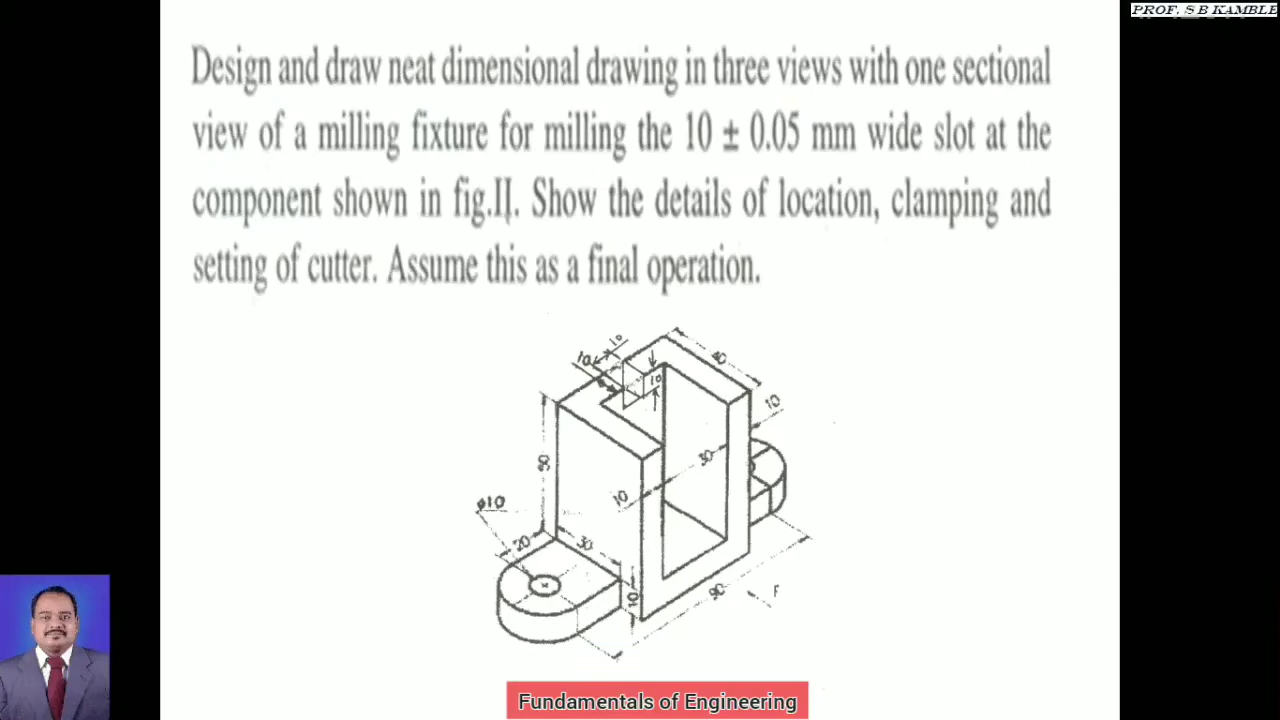 PROF. S B KAMBLE
Design and draw neat dimensional drawing in three views with one sectional
view of a milling fixture for milling the 10 ± 0.05 mm wide slot at the
component shown in fig.II. Show the details of location, clamping and
setting of cutter. Assume this as a final operation.
10
40
10
10
10
50
30
10
ϕ10
20
30
10
90
F
Fundamentals of Engineering